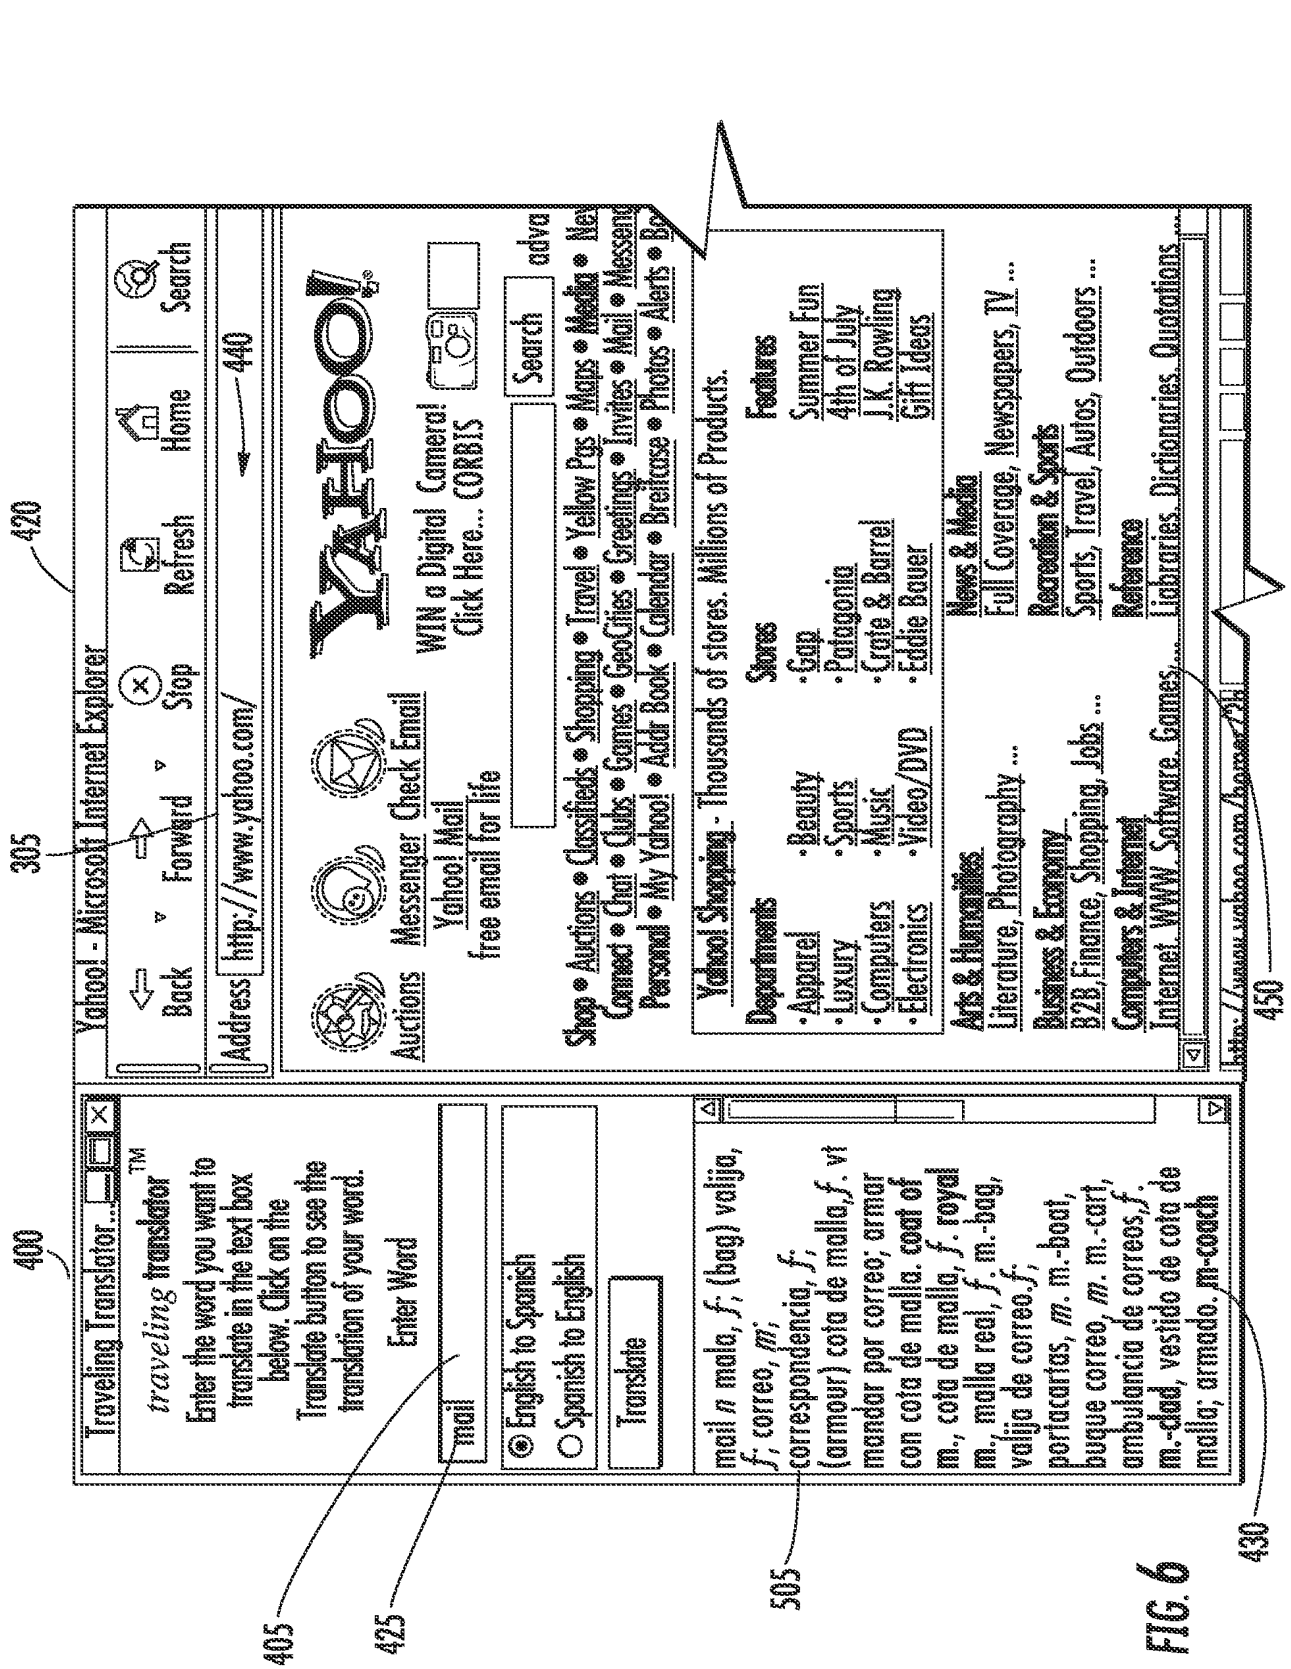 400
420
305
440
Traveling Translator...
traveling translator™
Enter the word you want to
translate in the text box
below. Click on the
Translate button to see the
translation of your word.
Enter Word
mail
English to Spanish
Spanish to English
Translate
mail n mala, f; (bag) valija,
f; correo, m;
correspondencia, f;
(armour) cota de malla, f. vt
mandar por correo; armar
con cota de malla. coat of
m., cota de malla, f. royal
m., malla real, f. m.-bag,
valija de correo. f;
portacartas, m. m.-boat,
buque correo, m. m.-cart,
ambulancia de correos, f.
m.-clad, vestido de cota de
malla; armado. m-coach
405
425
505
430
Yahoo! - Microsoft Internet Explorer
Back Forward Stop Refresh Home Search
Address http://www.yahoo.com/
Auctions Messenger Check Email
YAHOO!®
Yahoo! Mail
free email for life
WIN a Digital Camera!
Click Here... CORBIS
Search adva
Shop • Auctions • Classifieds • Shopping • Travel • Yellow Pgs • Maps • Media • New
Connect • Chat • Clubs • Games • GeoCities • Greetings • Invites • Mail • Messeng
Personal • My Yahoo! • Addr Book • Calendar • Breifcase • Photos • Alerts • Bo
Yahoo! Shopping - Thousands of stores. Millions of Products.
Departments Stores Features
• Apparel • Beauty • Gap Summer Fun
• Luxury • Sports • Patagonia 4th of July
• Computers • Music • Crate & Barrel J.K. Rowling
• Electronics • Video/DVD • Eddie Bauer Gift Ideas
Arts & Humanities News & Media
Literature, Photography ... Full Coverage, Newspapers, TV ...
Business & Economy Recreation & Sports
B2B, Finance, Shopping, Jobs ... Sports, Travel, Autos, Outdoors ...
Computers & Internet Reference
Internet, WWW, Software, Games, ... Libraries, Dictionaries, Quotations ...
450
FIG. 6